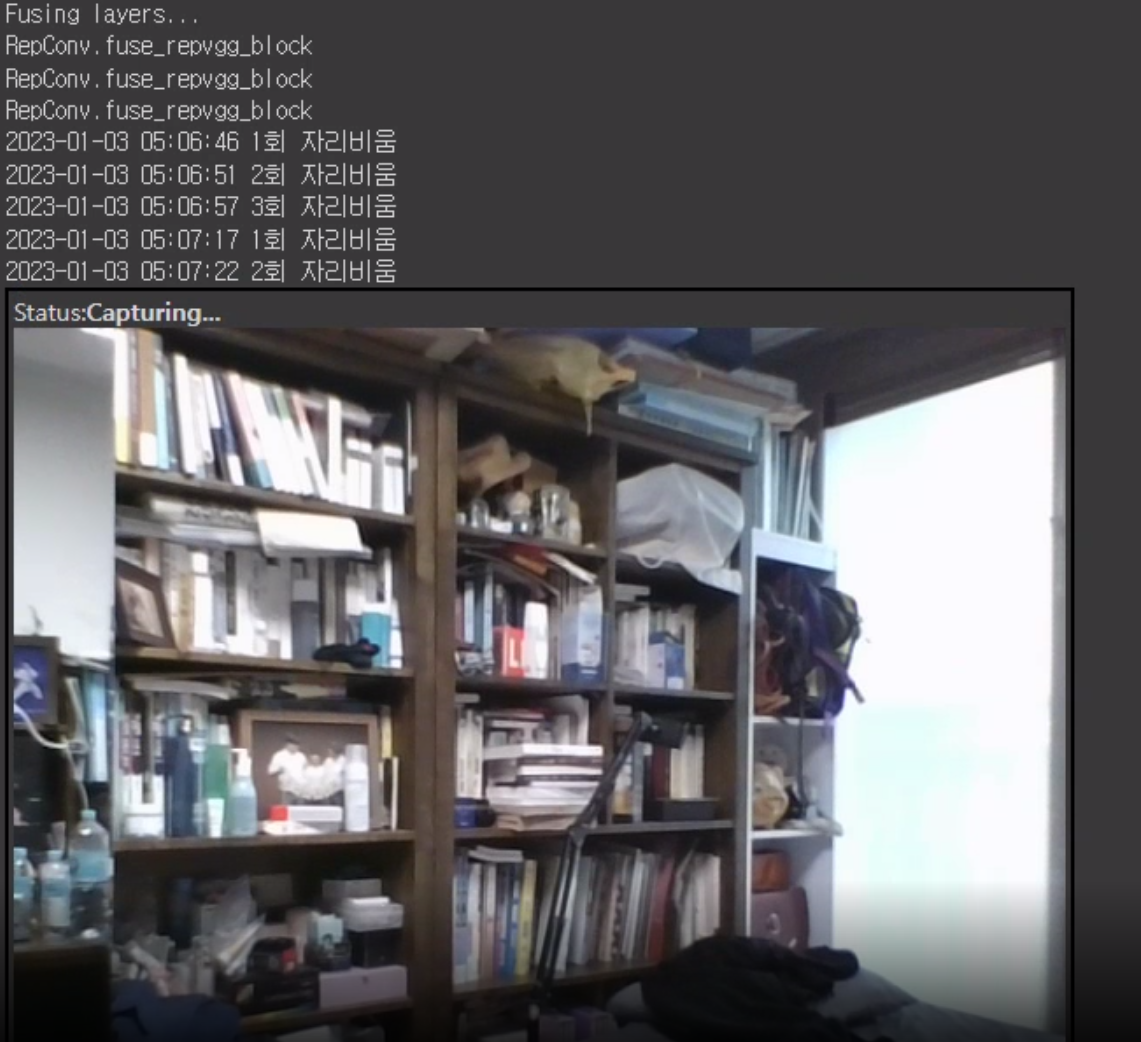 Fusing layers...
RepConv.fuse_repvgg_block
RepConv.fuse_repvgg_block
RepConv.fuse_repvgg_block
2023-01-03 05:06:46 1회 자리비움
2023-01-03 05:06:51 2회 자리비움
2023-01-03 05:06:57 3회 자리비움
2023-01-03 05:07:17 1회 자리비움
2023-01-03 05:07:22 2회 자리비움
Status:Capturing...